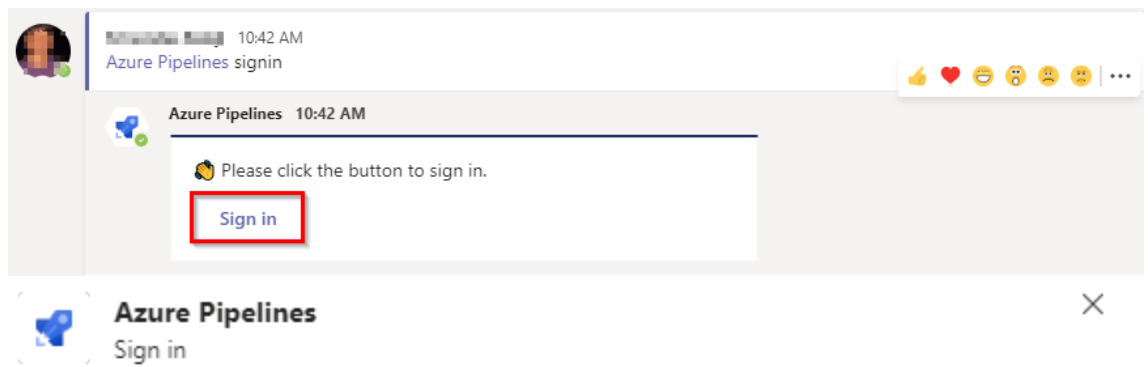 10:42 AM
Azure Pipelines signin
Azure Pipelines 10:42 AM
Please click the button to sign in.
Sign in
Azure Pipelines
Sign in